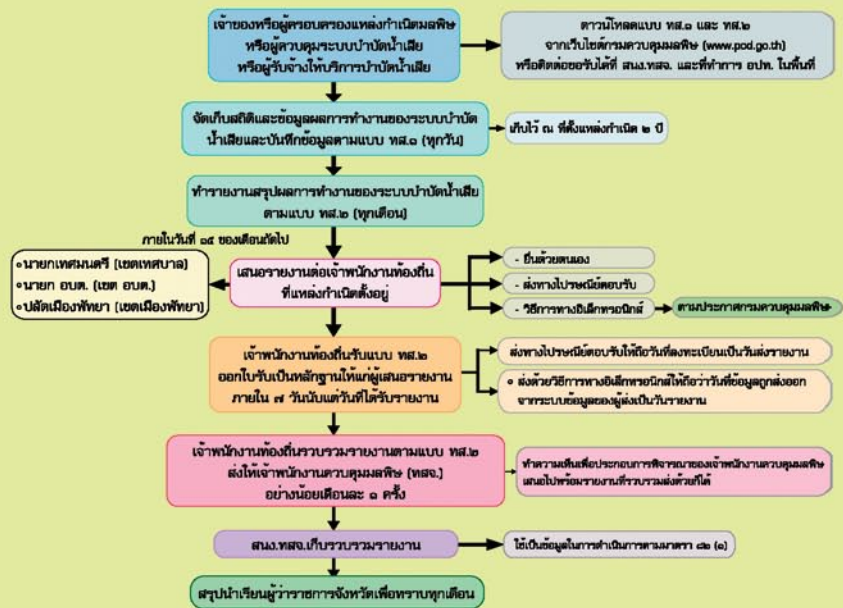 เจ้าของหรือผู้ครอบครองแหล่งกำเนิดมลพิษ
หรือผู้ควบคุมระบบบำบัดน้ำเสีย
หรือผู้รับจ้างให้บริการบำบัดน้ำเสีย
ดาวน์โหลดแบบ ทส.๑ และ ทส.๒
จากเว็บไซต์กรมควบคุมมลพิษ (www.pcd.go.th)
หรือติดต่อขอรับได้ที่ สนง.ทสจ. และที่ทำการ อปท. ในพื้นที่
จัดเก็บสถิติและข้อมูลผลการทำงานของระบบบำบัด
น้ำเสียและบันทึกข้อมูลตามแบบ ทส.๑ (ทุกวัน)
เก็บไว้ ณ ที่ตั้งแหล่งกำเนิด ๒ ปี
ทำรายงานสรุปผลการทำงานของระบบบำบัดน้ำเสีย
ตามแบบ ทส.๒ (ทุกเดือน)
ภายในวันที่ ๑๕ ของเดือนถัดไป
๐นายกเทศมนตรี (เขตเทศบาล)
๐นายก อบต. (เขต อบต.)
๐ปลัดเมืองพัทยา (เขตเมืองพัทยา)
เสนอรายงานต่อเจ้าพนักงานท้องถิ่น
ที่แหล่งกำเนิดตั้งอยู่
- ยื่นด้วยตนเอง
- ส่งทางไปรษณีย์ตอบรับ
- วิธีการทางอิเล็กทรอนิกส์
ตามประกาศกรมควบคุมมลพิษ
เจ้าพนักงานท้องถิ่นรับแบบ ทส.๒
ออกใบรับเป็นหลักฐานให้แก่ผู้เสนอรายงาน
ภายใน ๗ วันนับแต่วันที่ได้รับรายงาน
ส่งทางไปรษณีย์ตอบรับให้ถือวันที่ลงทะเบียนเป็นวันส่งรายงาน
๐ ส่งด้วยวิธีการทางอิเล็กทรอนิกส์ให้ถือว่าวันที่ข้อมูลถูกส่งออก
จากระบบข้อมูลของผู้ส่งเป็นวันรายงาน
เจ้าพนักงานท้องถิ่นรวบรวมรายงานตามแบบ ทส.๒
ส่งให้เจ้าพนักงานควบคุมมลพิษ (ทสจ.)
อย่างน้อยเดือนละ ๑ ครั้ง
ทำความเห็นเพื่อประกอบการพิจารณาของเจ้าพนักงานควบคุมมลพิษ
เสนอไปพร้อมรายงานที่รวบรวมส่งด้วยก็ได้
สนง.ทสจ.เก็บรวบรวมรายงาน
ใช้เป็นข้อมูลในการดำเนินการตามมาตรา ๘๒ (๑)
สรุปนำเรียนผู้ว่าราชการจังหวัดเพื่อทราบทุกเดือน